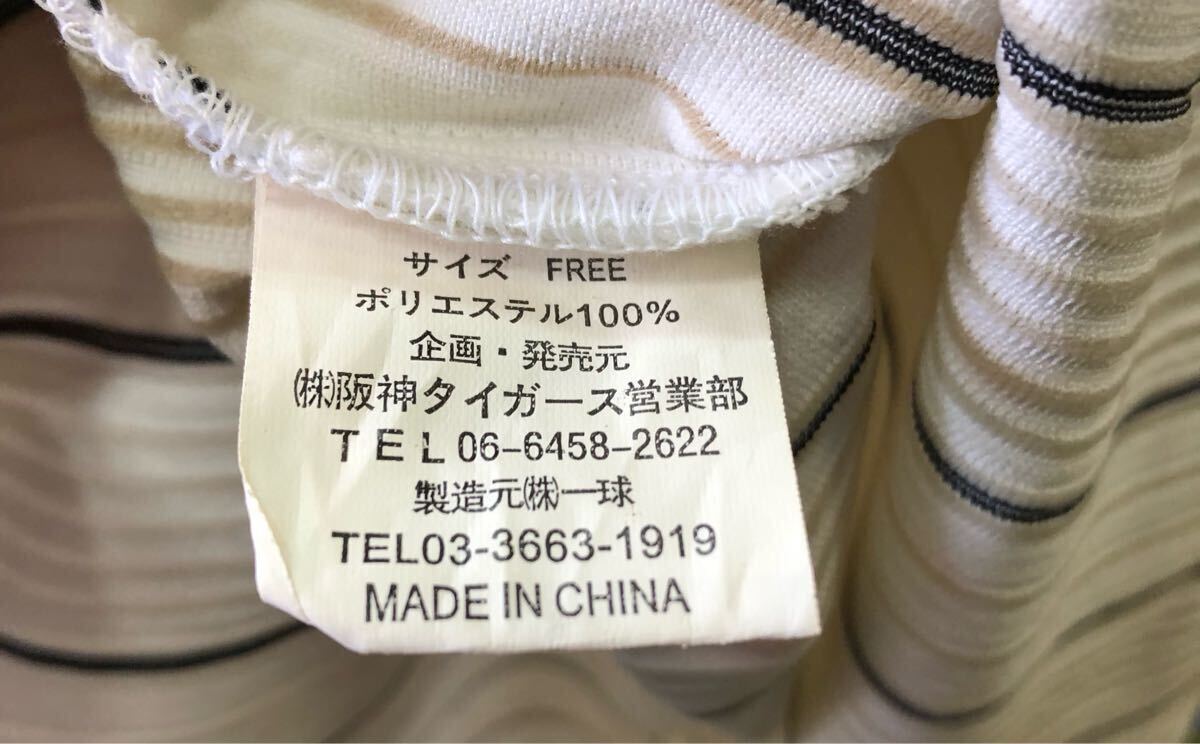 サイズ FREE
ポリエステル100%
企画・発売元
㈱阪神タイガース営業部
TEL 06-6458-2622
製造元㈱一球
TEL03-3663-1919
MADE IN CHINA